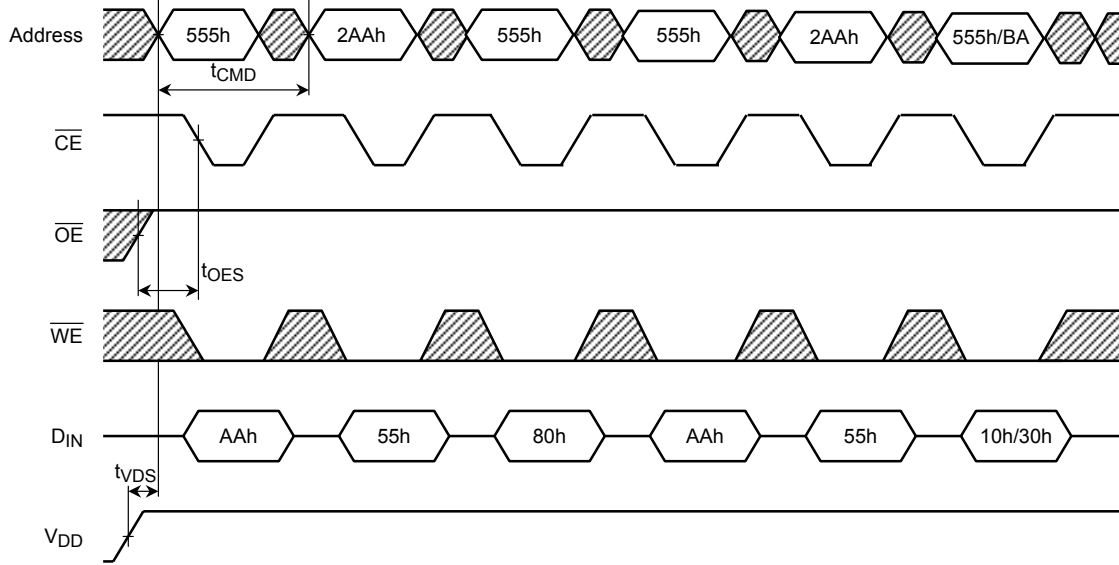 Address 555h 2AAh 555h 555h 2AAh 555h/BA
tCMD
CE
OE
tOES
WE
DIN AAh 55h 80h AAh 55h 10h/30h
tVDS
VDD